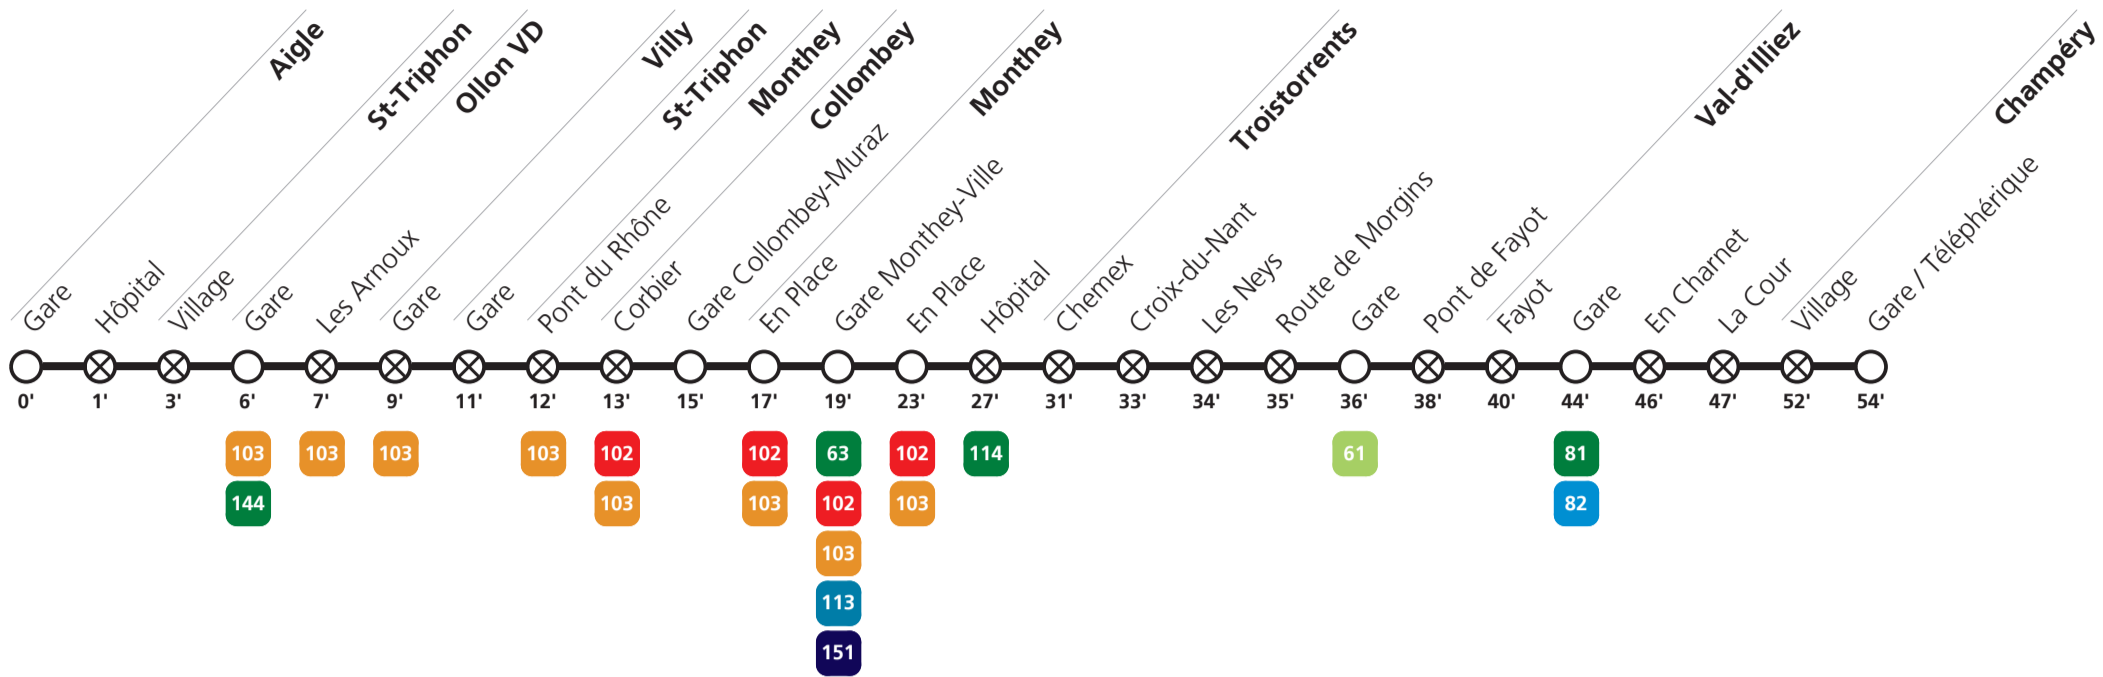 Aigle
St-Triphon
Ollon VD
Villy
St-Triphon
Monthey
Collombey
Monthey
Troistorrents
Val-d'Illiez
Champéry
Gare
Hôpital
Village
Gare
Les Arnoux
Gare
Gare
Pont du Rhône
Corbier
Gare Collombey-Muraz
En Place
Gare Monthey-Ville
En Place
Hôpital
Chemex
Croix-du-Nant
Les Neys
Route de Morgins
Gare
Pont de Fayot
Fayot
Gare
En Charnet
La Cour
Village
Gare / Téléphérique
0' 1' 3' 6' 7' 9' 11' 12' 13' 15' 17' 19' 23' 27' 31' 33' 34' 35' 36' 38' 40' 44' 46' 47' 52' 54'
103 103 103 103 102 102 63 102 114 61 81
144 103 103 102 103 82
103
113
151